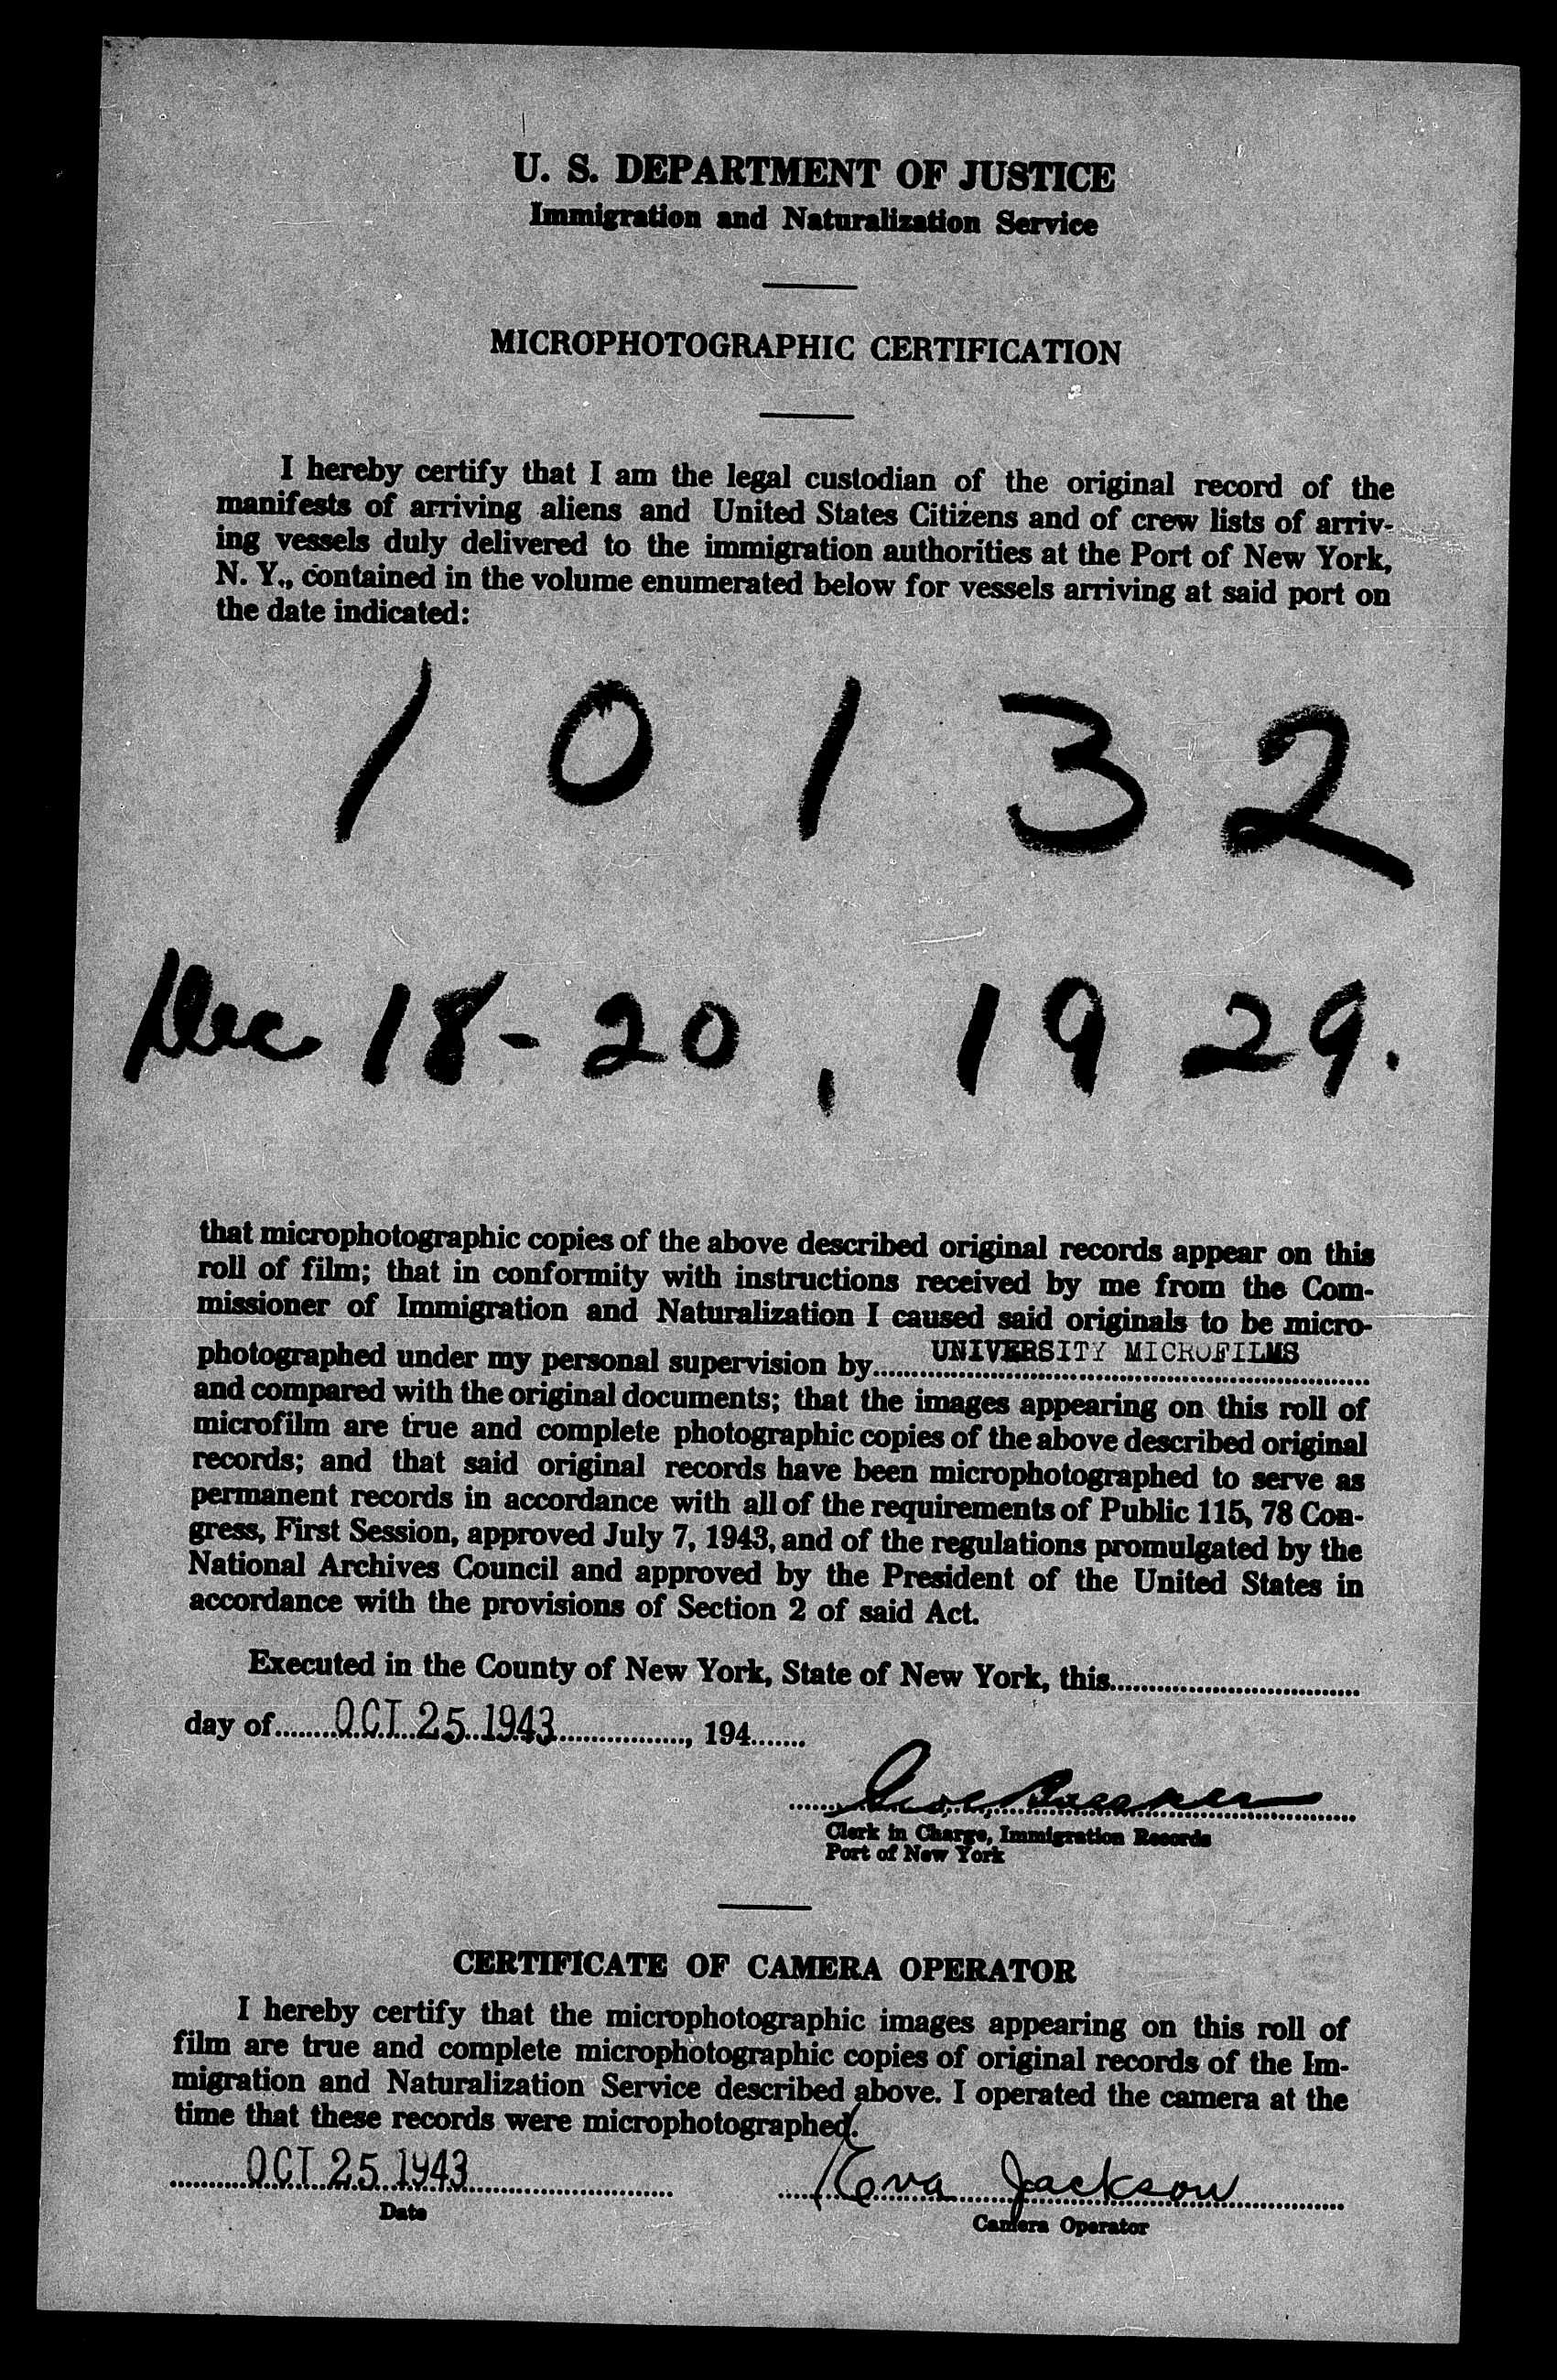 U. S. DEPARTMENT OF JUSTICE
Immigration and Naturalization Service
MICROPHOTOGRAPHIC CERTIFICATION
I hereby certify that I am the legal custodian of the original record of the
manifests of arriving aliens and United States Citizens and of crew lists of arriv-
ing vessels duly delivered to the immigration authorities at the Port of New York,
N. Y., contained in the volume enumerated below for vessels arriving at said port on
the date indicated:
10132
Dec 18-20, 1929.
that microphotographic copies of the above described original records appear on this
roll of film; that in conformity with instructions received by me from the Com-
missioner of Immigration and Naturalization I caused said originals to be micro-
photographed under my personal supervision by UNIVERSITY MICROFILMS
and compared with the original documents; that the images appearing on this roll of
microfilm are true and complete photographic copies of the above described original
records; and that said original records have been microphotographed to serve as
permanent records in accordance with all of the requirements of Public 115, 78 Con-
gress, First Session, approved July 7, 1943, and of the regulations promulgated by the
National Archives Council and approved by the President of the United States in
accordance with the provisions of Section 2 of said Act.
Executed in the County of New York, State of New York, this
day of OCT 25 1943, 194
Clerk in Charge, Immigration Records
Port of New York
CERTIFICATE OF CAMERA OPERATOR
I hereby certify that the microphotographic images appearing on this roll of
film are true and complete microphotographic copies of original records of the Im-
migration and Naturalization Service described above. I operated the camera at the
time that these records were microphotographed.
OCT 25 1943 Jackson
Date Camera Operator